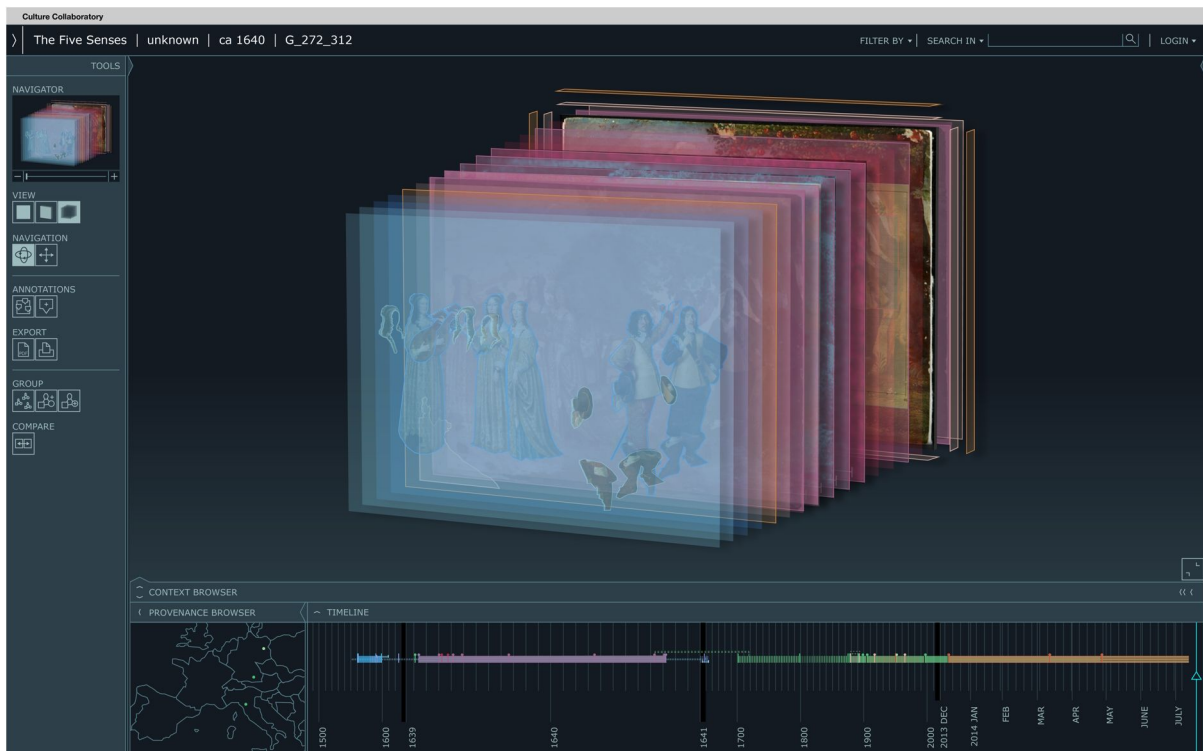 Culture Collaboratory
The Five Senses | unknown | ca 1640 | G_272_312
FILTER BY
SEARCH IN
LOGIN
TOOLS
NAVIGATOR
VIEW
NAVIGATION
ANNOTATIONS
EXPORT
PDF
GROUP
COMPARE
CONTEXT BROWSER
PROVENANCE BROWSER
TIMELINE
1500
1600
1639
1640
1641
1700
1800
1900
2000
2013 DEC
2014 JAN
FEB
MAR
APR
MAY
JUNE
JULY